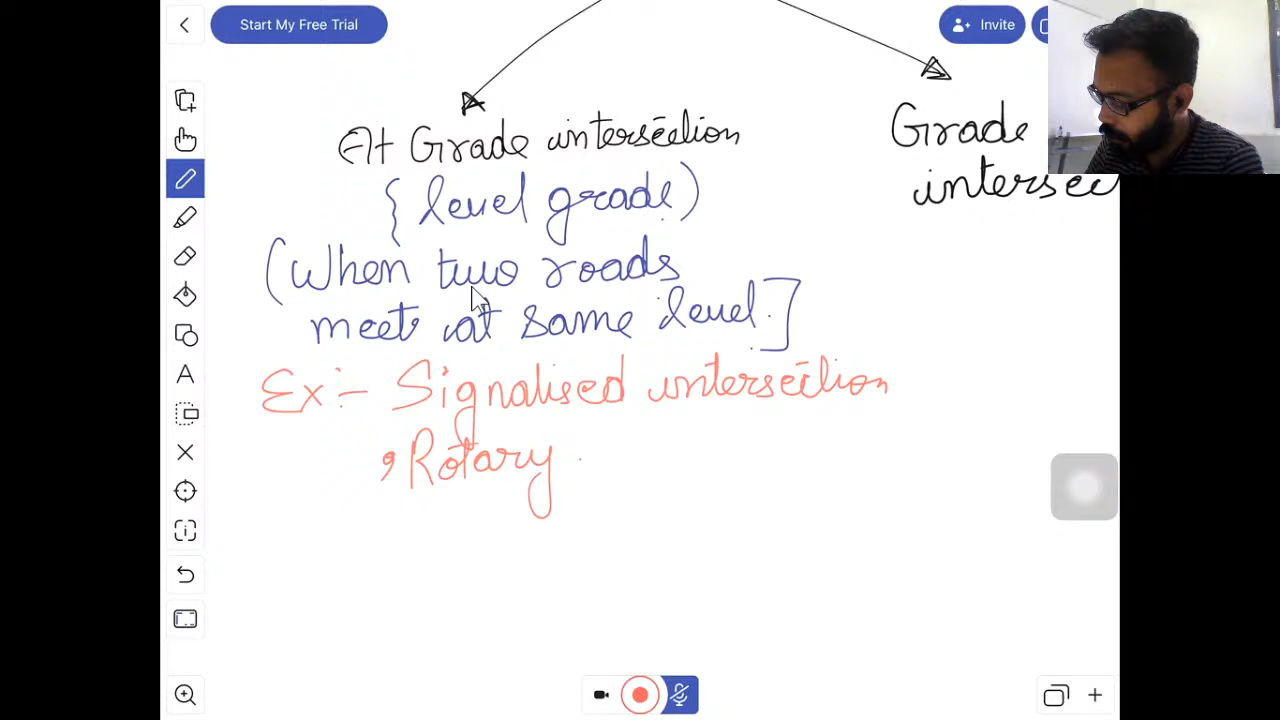 Start My Free Trial
Invite
At Grade intersection
Grade
intersec
{ level grade )
( When two roads
meet at same level. ]
Ex :- Signalised intersection
, Rotary